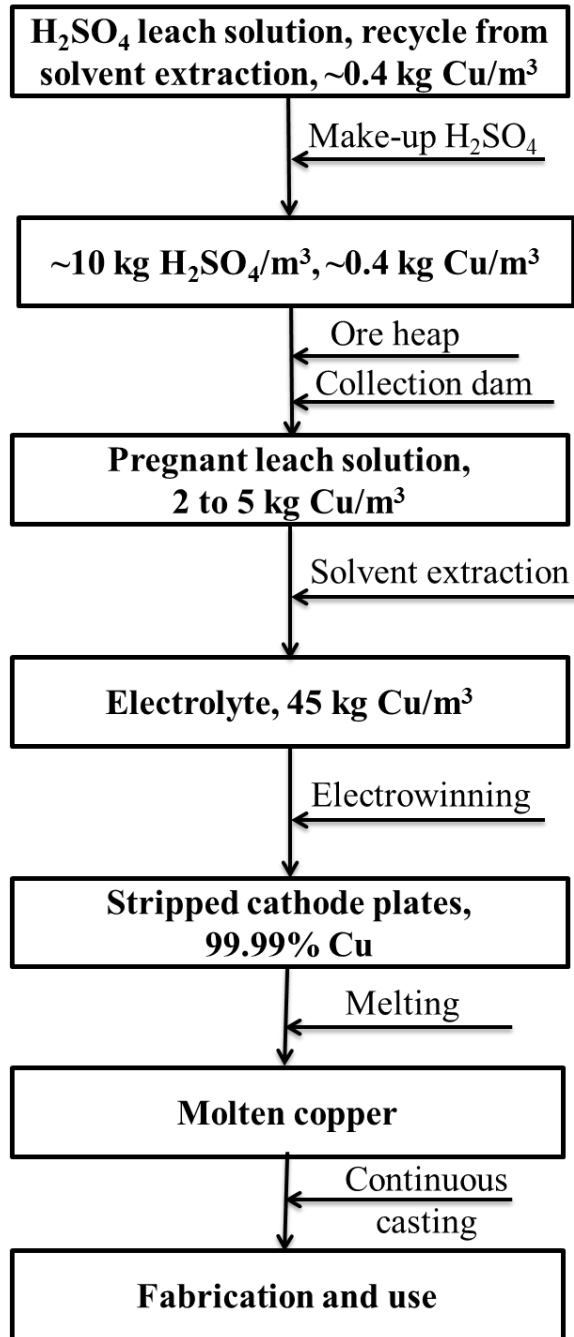 H₂SO₄ leach solution, recycle from
solvent extraction, ~0.4 kg Cu/m³
Make-up H₂SO₄
~10 kg H₂SO₄/m³, ~0.4 kg Cu/m³
Ore heap
Collection dam
Pregnant leach solution,
2 to 5 kg Cu/m³
Solvent extraction
Electrolyte, 45 kg Cu/m³
Electrowinning
Stripped cathode plates,
99.99% Cu
Melting
Molten copper
Continuous
casting
Fabrication and use